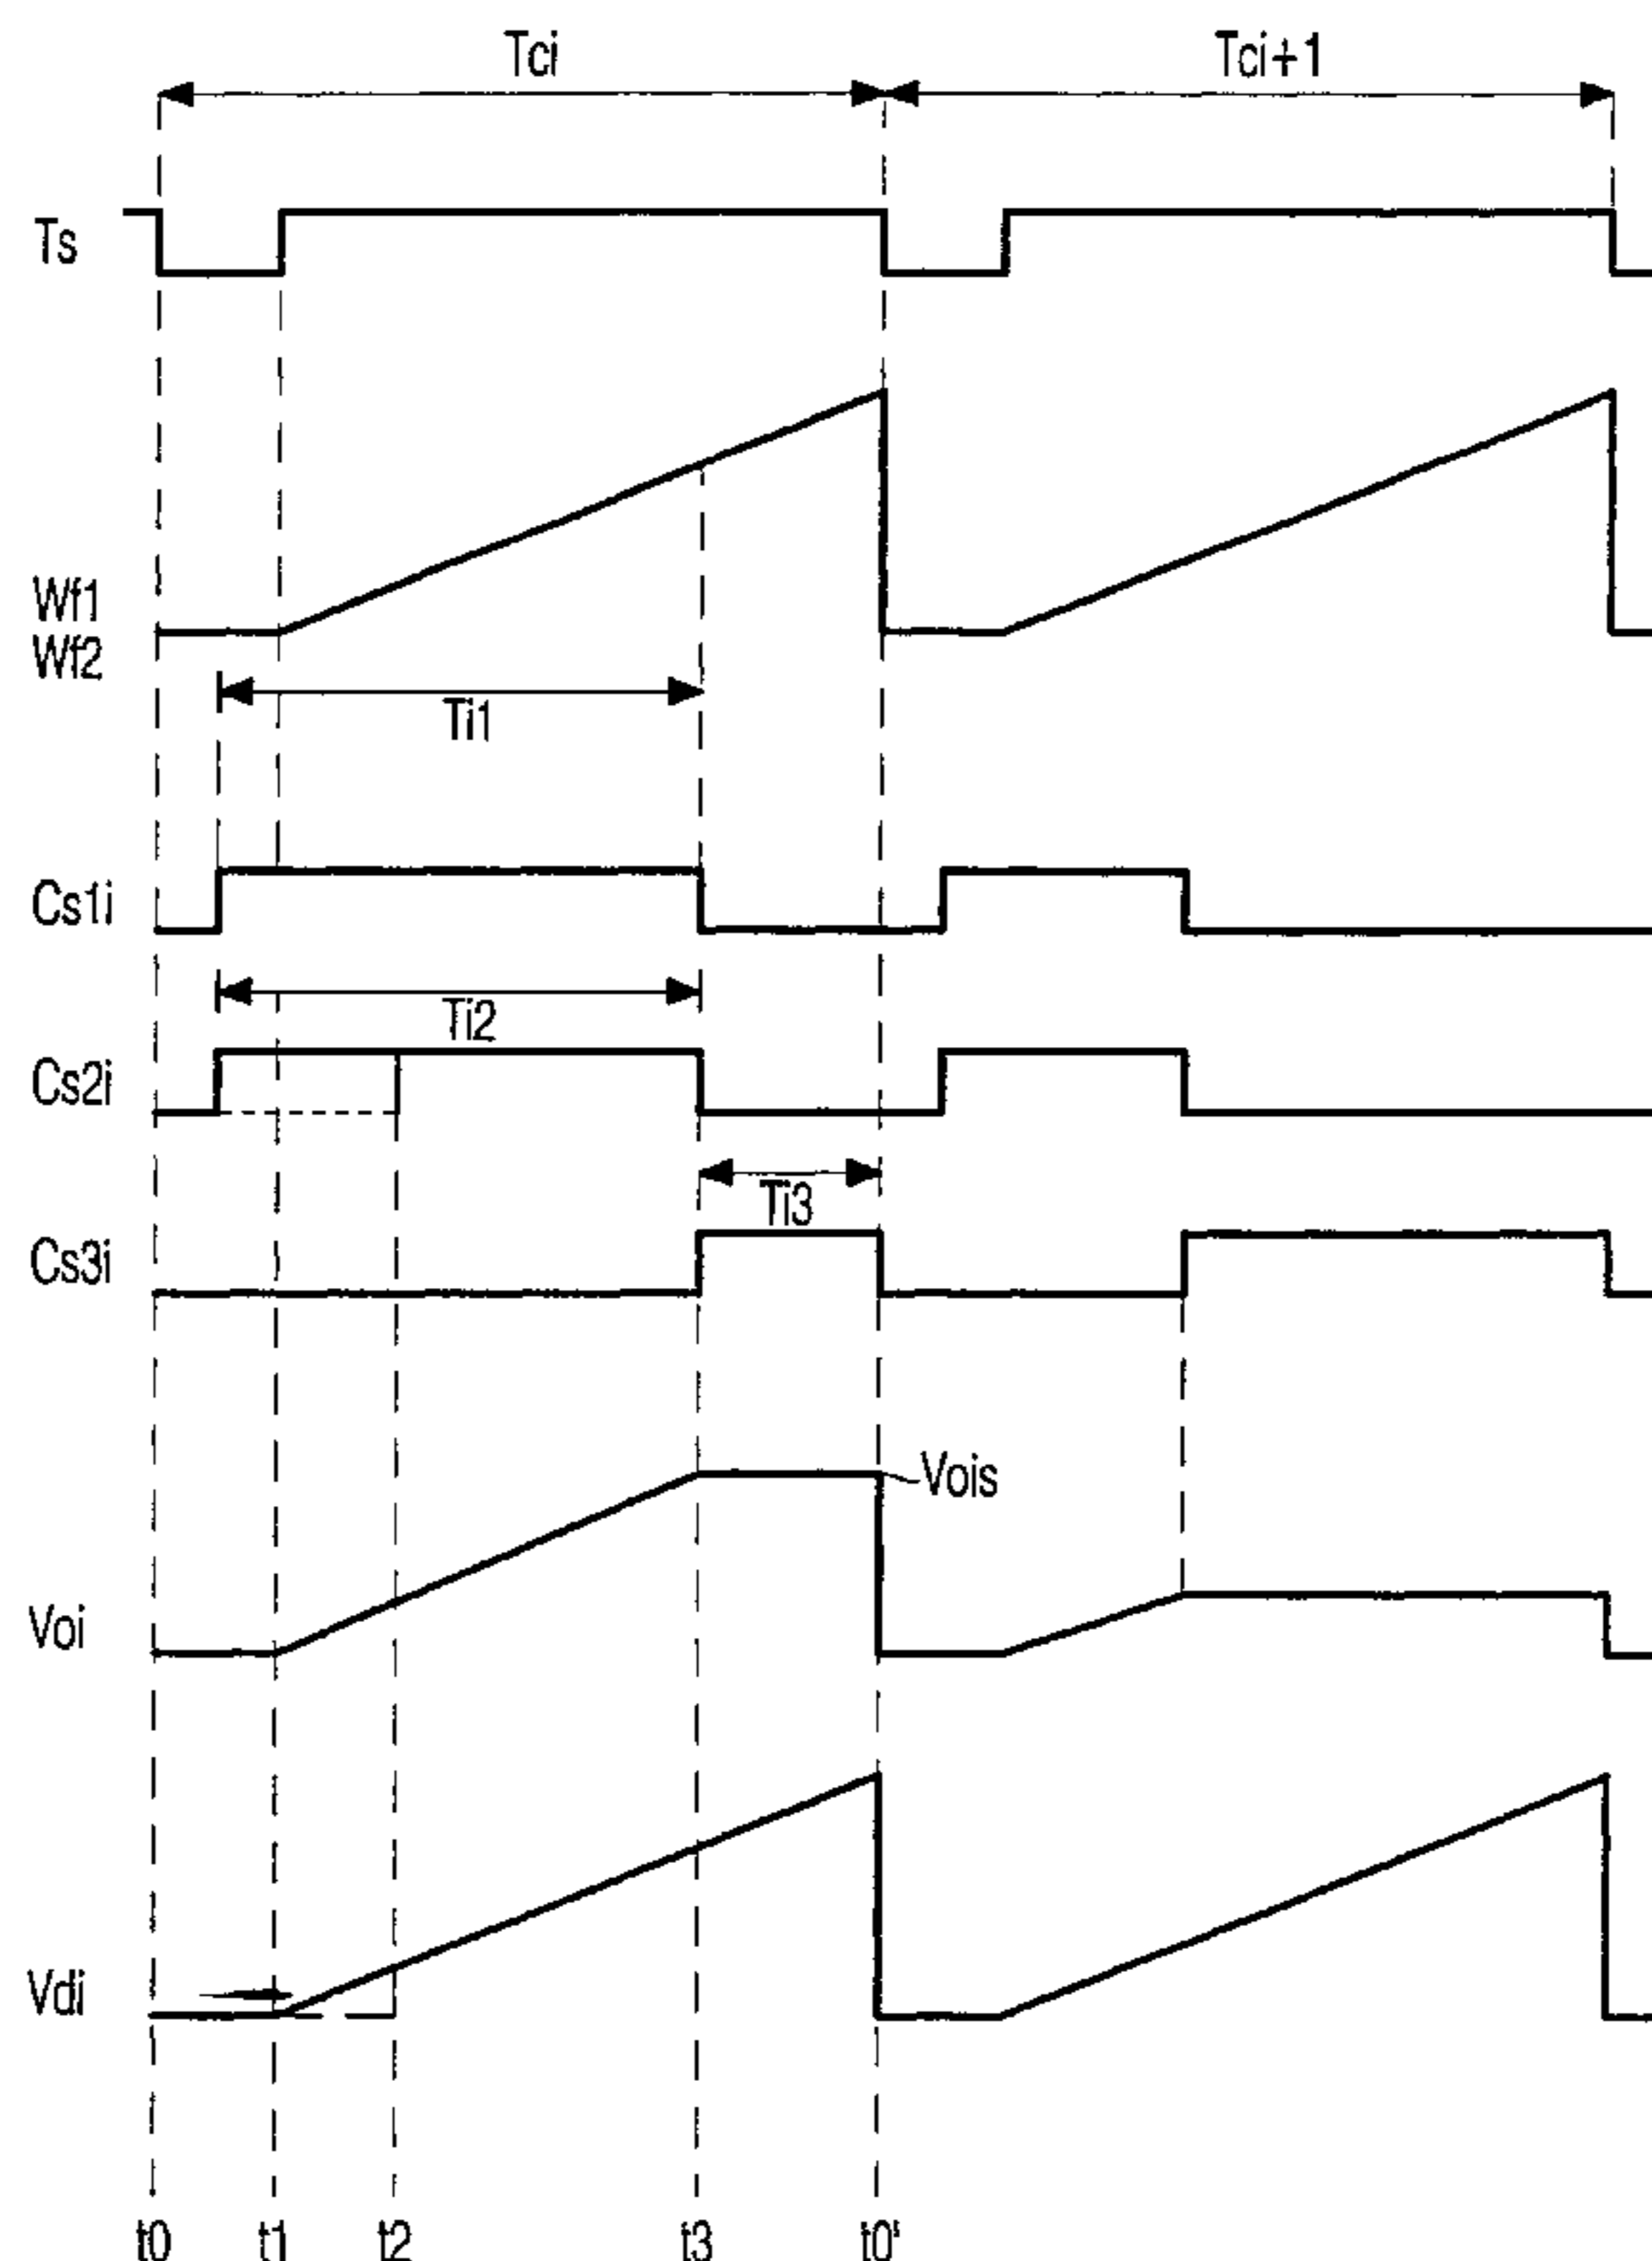 Tci
Tci+1
Ts
Wf1
Wf2
Ti1
Cs1i
Ti2
Cs2i
Ti3
Cs3i
Vois
Voi
Vdi
t0 t1 t2 t3 t0'